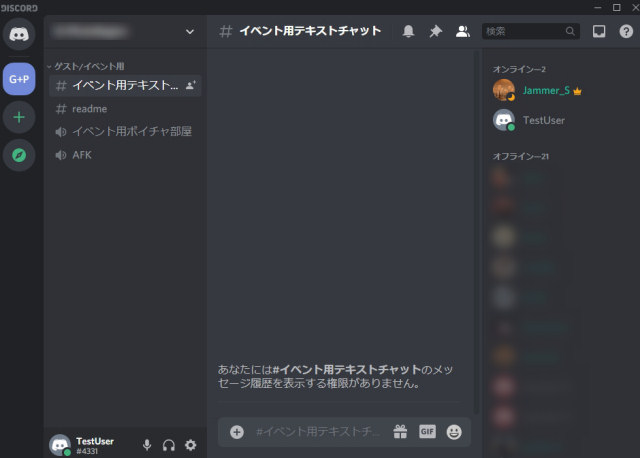 DISCORD
イベント用テキストチャット
検索
G+P
ゲスト/イベント用
イベント用テキスト...
readme
イベント用ボイチャ部屋
AFK
オンライン—2
Jammer_S
TestUser
オフライン—21
あなたには#イベント用テキストチャットのメッ
セージ履歴を表示する権限がありません。
#イベント用テキストチ...
GIF
TestUser
#4331